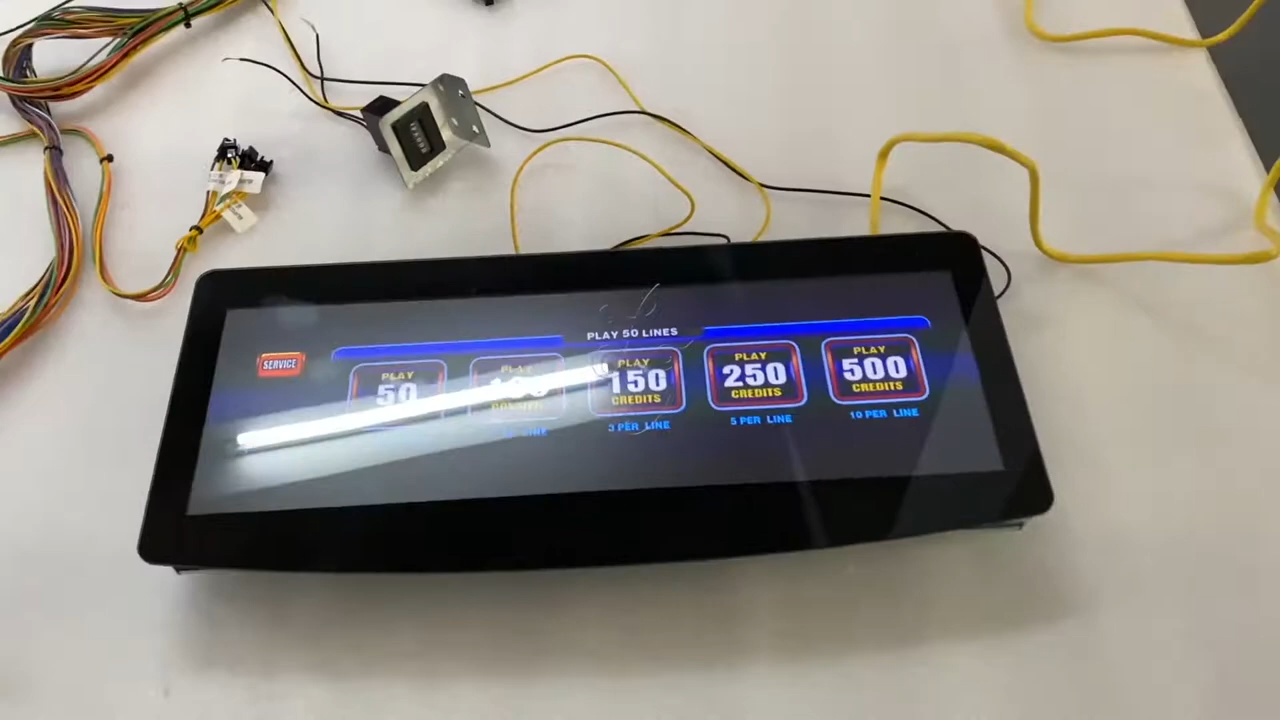 PLAY 50 LINES
SERVICE
PLAY
50
PLAY
PLAY
150
CREDITS
3 PER LINE
PLAY
250
CREDITS
5 PER LINE
PLAY
500
CREDITS
10 PER LINE